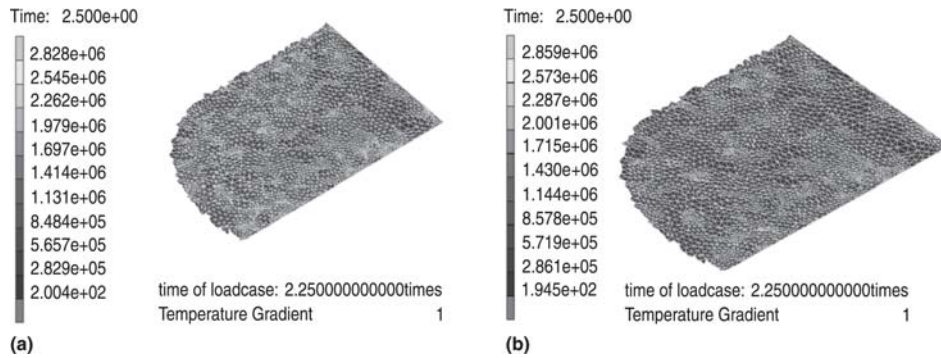 Time: 2.500e+00
2.828e+06
2.545e+06
2.262e+06
1.979e+06
1.697e+06
1.414e+06
1.131e+06
8.484e+05
5.657e+05
2.829e+05
2.004e+02
time of loadcase: 2.250000000000times
Temperature Gradient 1
(a)
Time: 2.500e+00
2.859e+06
2.573e+06
2.287e+06
2.001e+06
1.715e+06
1.430e+06
1.144e+06
8.578e+05
5.719e+05
2.861e+05
1.945e+02
time of loadcase: 2.250000000000times
Temperature Gradient 1
(b)